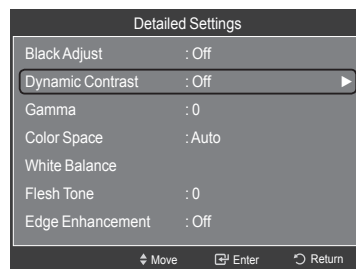 Detailed Settings
Black Adjust : Off
Dynamic Contrast : Off
Gamma : 0
Color Space : Auto
White Balance
Flesh Tone : 0
Edge Enhancement : Off
Move Enter Return